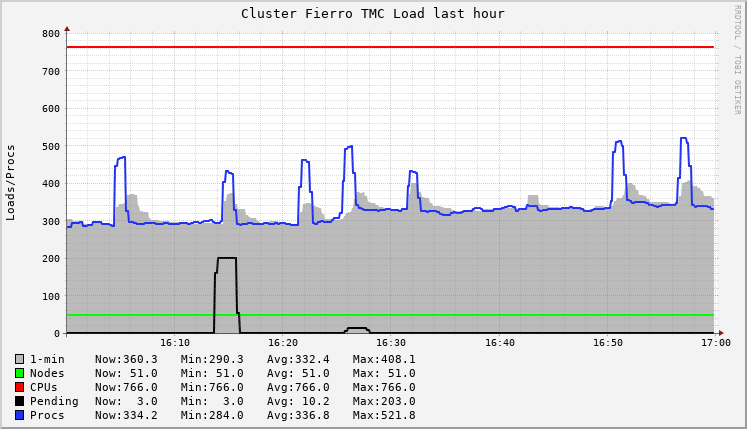 Cluster Fierro TMC Load last hour
RRDTOOL / TOBI OETIKER
Loads/Procs
800
700
600
500
400
300
200
100
0
16:10 16:20 16:30 16:40 16:50 17:00
1-min Now:360.3 Min:290.3 Avg:332.4 Max:408.1
Nodes Now: 51.0 Min: 51.0 Avg: 51.0 Max: 51.0
CPUs Now:766.0 Min:766.0 Avg:766.0 Max:766.0
Pending Now: 3.0 Min: 3.0 Avg: 10.2 Max:203.0
Procs Now:334.2 Min:284.0 Avg:336.8 Max:521.8